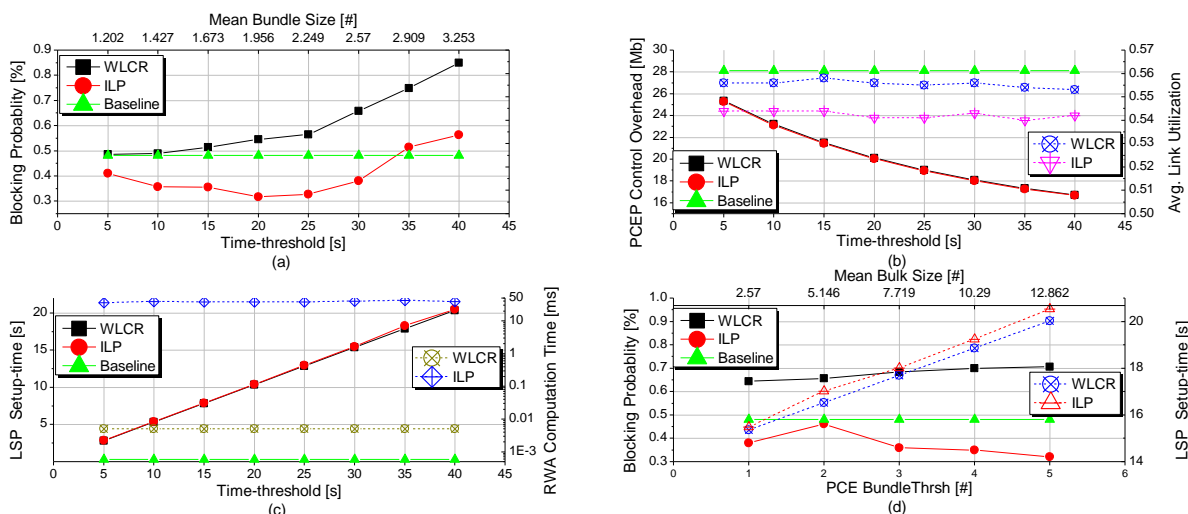 Mean Bundle Size [#]
1.202 1.427 1.673 1.956 2.249 2.57 2.909 3.253
0.9
0.8
0.7
0.6
0.5
0.4
0.3
Blocking Probability [%]
WLCR
ILP
Baseline
0 5 10 15 20 25 30 35 40 45
Time-threshold [s]
(a)
30
28
26
24
22
20
18
16
PCEP Control Overhead [Mb]
WLCR
ILP
Baseline
WLCR
ILP
0.57
0.56
0.55
0.54
0.53
0.52
0.51
0.50
Avg. Link Utilization
0 5 10 15 20 25 30 35 40 45
Time-threshold [s]
(b)
20
15
10
5
LSP Setup-time [s]
WLCR
ILP
Baseline
WLCR
ILP
50
10
1
0.1
0.01
1E-3
RWA Computation Time [ms]
0 5 10 15 20 25 30 35 40 45
Time-threshold [s]
(c)
Mean Bulk Size [#]
2.57 5.146 7.719 10.29 12.862
1.0
0.9
0.8
0.7
0.6
0.5
0.4
0.3
Blocking Probablity [%]
WLCR
ILP
Baseline
WLCR
ILP
20
18
16
14
LSP Setup-time [s]
0 1 2 3 4 5 6
PCE BundleThrsh [#]
(d)